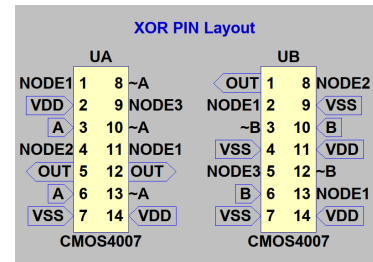 XOR PIN Layout
UA UB
NODE1 1 8 ~A OUT 1 8 NODE2
VDD 2 9 NODE3 NODE1 2 9 VSS
A 3 10 ~A ~B 3 10 B
NODE2 4 11 NODE1 VSS 4 11 VDD
OUT 5 12 OUT NODE3 5 12 ~B
A 6 13 ~A B 6 13 NODE1
VSS 7 14 VDD VSS 7 14 VDD
CMOS4007 CMOS4007